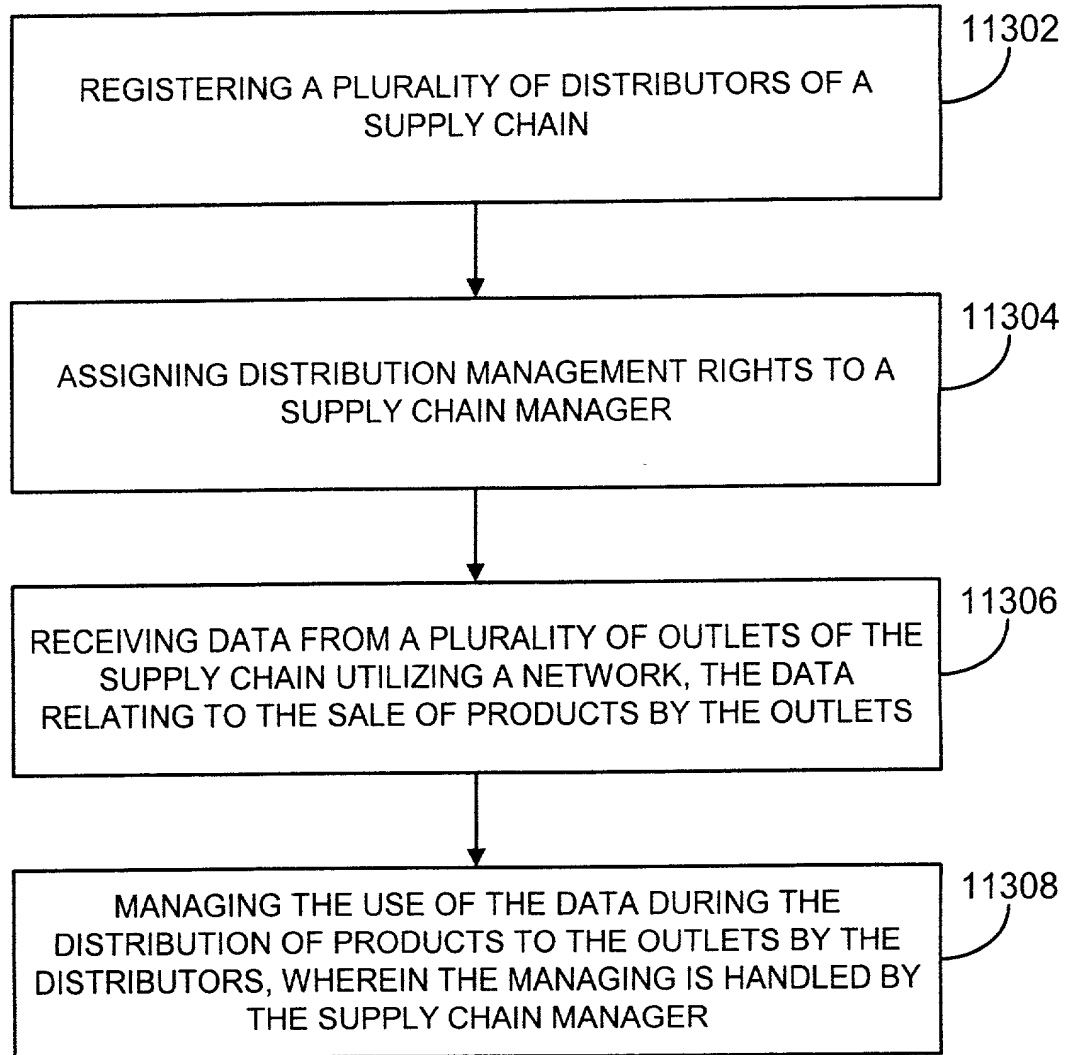 11302
REGISTERING A PLURALITY OF DISTRIBUTORS OF A
SUPPLY CHAIN
11304
ASSIGNING DISTRIBUTION MANAGEMENT RIGHTS TO A
SUPPLY CHAIN MANAGER
11306
RECEIVING DATA FROM A PLURALITY OF OUTLETS OF THE
SUPPLY CHAIN UTILIZING A NETWORK, THE DATA
RELATING TO THE SALE OF PRODUCTS BY THE OUTLETS
11308
MANAGING THE USE OF THE DATA DURING THE
DISTRIBUTION OF PRODUCTS TO THE OUTLETS BY THE
DISTRIBUTORS, WHEREIN THE MANAGING IS HANDLED BY
THE SUPPLY CHAIN MANAGER